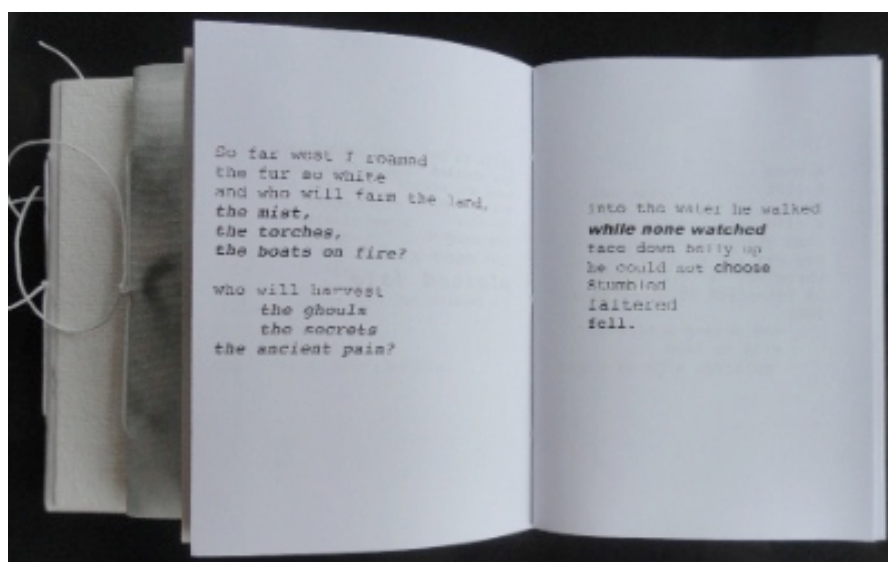 So far west I roamed
the fur so white
and who will farm the land,
the mist,
the torches,
the boats on fire?
who will harvest
the ghouls
the secrets
the ancient pain?
into the water he walked
while none watched
face down belly up
he could not choose
Stumbled
faltered
fell.